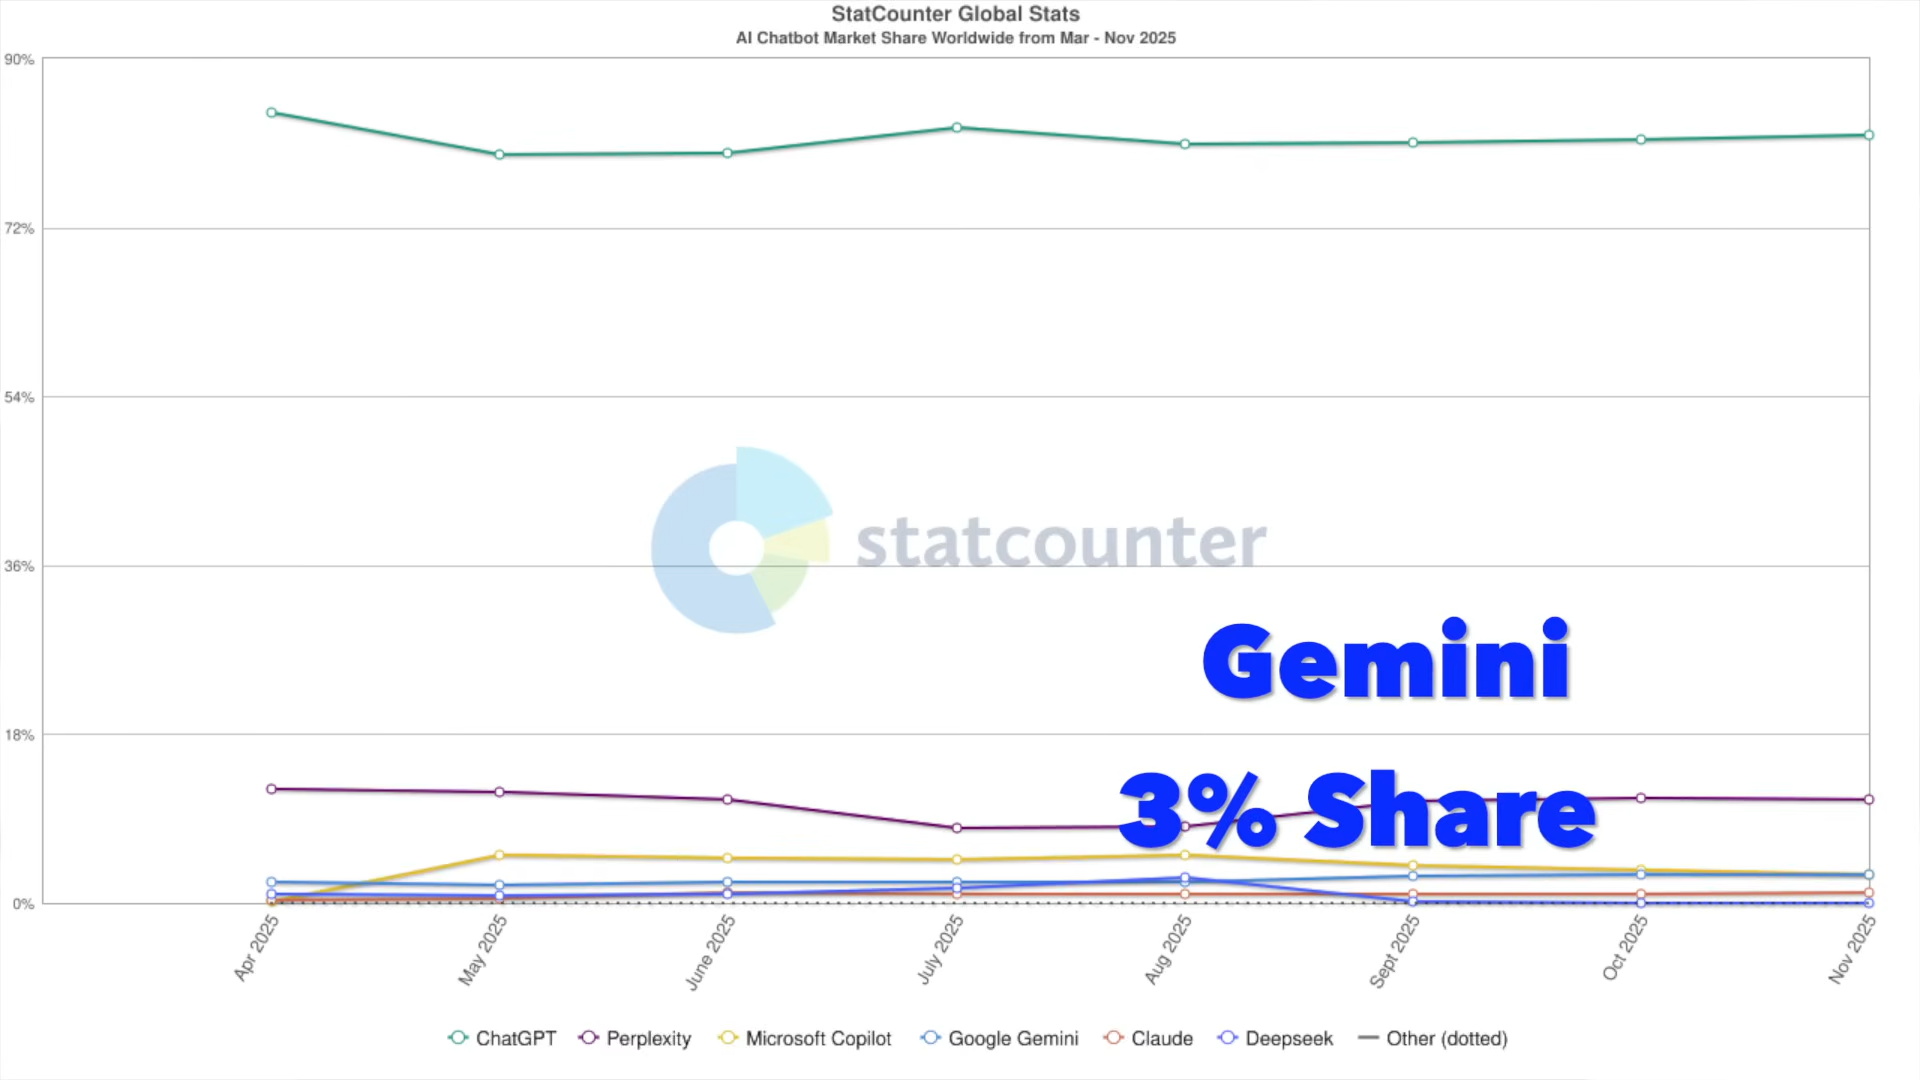 StatCounter Global Stats
AI Chatbot Market Share Worldwide from Mar - Nov 2025
90%
72%
54%
36%
18%
0%
statcounter
Gemini
3% Share
Apr 2025
May 2025
June 2025
July 2025
Aug 2025
Sept 2025
Oct 2025
Nov 2025
ChatGPT Perplexity Microsoft Copilot Google Gemini Claude Deepseek Other (dotted)